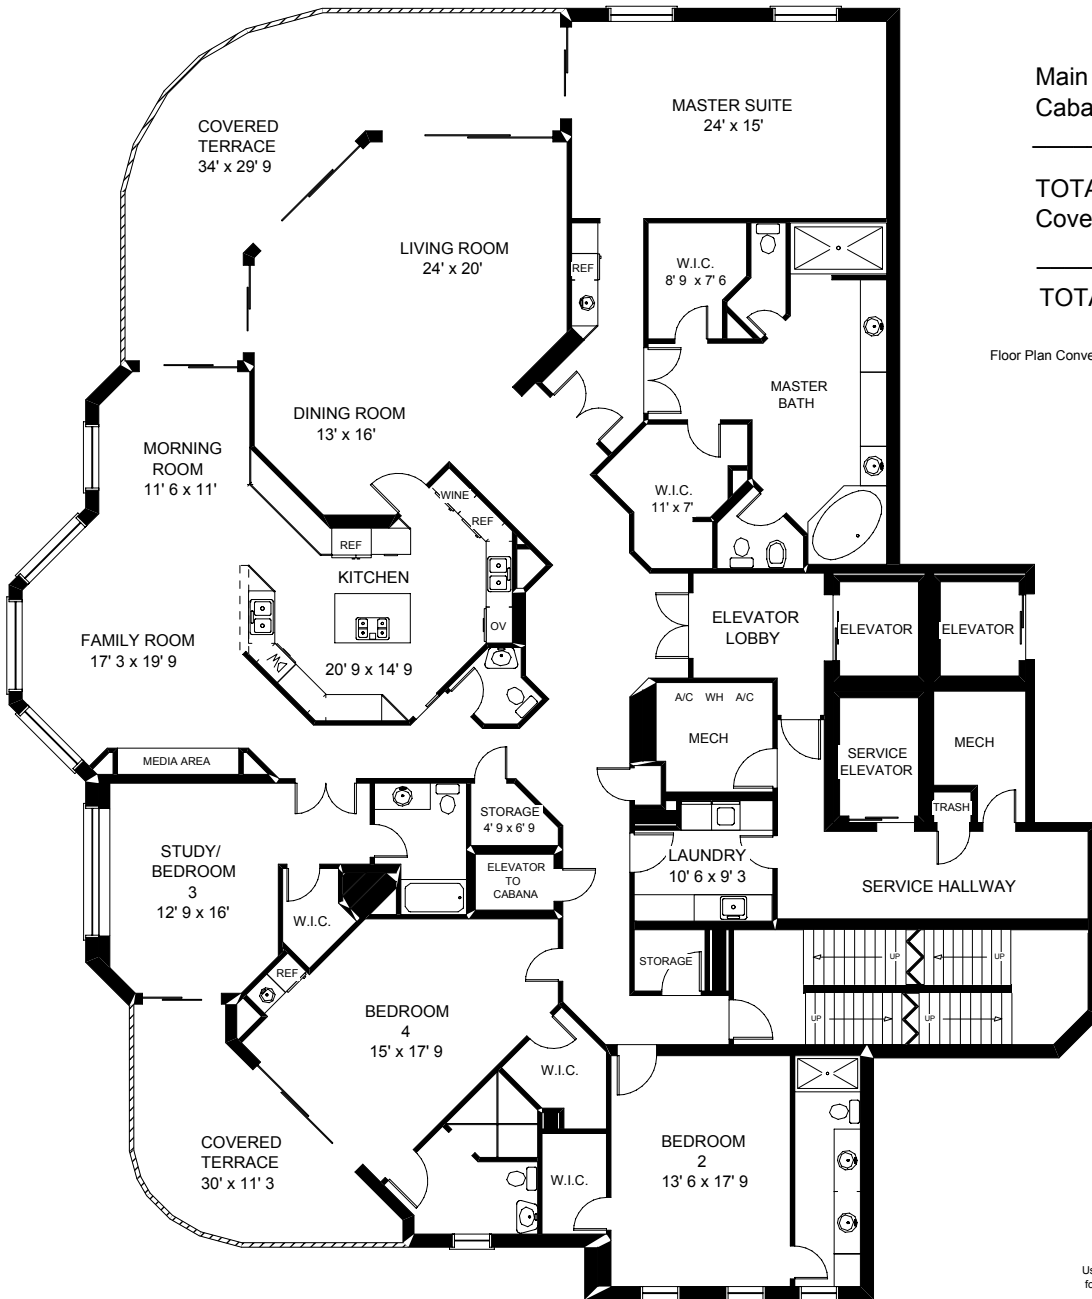 Main
Caba
TOTA
Cove
TOTA
Floor Plan Conve
COVERED
TERRACE
34' x 29' 9
MASTER SUITE
24' x 15'
LIVING ROOM
24' x 20'
REF
W.I.C.
8' 9 x 7' 6
MASTER
BATH
DINING ROOM
13' x 16'
MORNING
ROOM
11' 6 x 11'
WINE
REF
W.I.C.
11' x 7'
REF
KITCHEN
20' 9 x 14' 9
OV
DW
FAMILY ROOM
17' 3 x 19' 9
ELEVATOR
LOBBY
ELEVATOR
ELEVATOR
A/C WH A/C
MECH
SERVICE
ELEVATOR
MECH
TRASH
MEDIA AREA
STORAGE
4' 9 x 6' 9
STUDY/
BEDROOM
3
12' 9 x 16'
ELEVATOR
TO
CABANA
LAUNDRY
10' 6 x 9' 3
SERVICE HALLWAY
W.I.C.
REF
STORAGE
UP
UP
UP
UP
BEDROOM
4
15' x 17' 9
W.I.C.
COVERED
TERRACE
30' x 11' 3
W.I.C.
BEDROOM
2
13' 6 x 17' 9
Us
fo